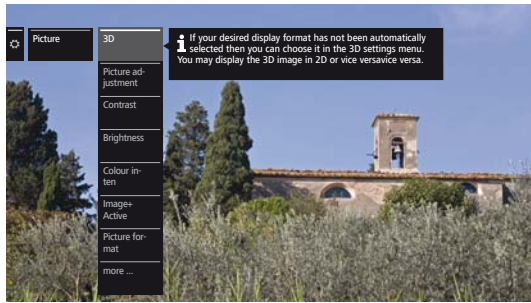 Picture
3D
If your desired display format has not been automatically
selected then you can choose it in the 3D settings menu.
You may display the 3D image in 2D or vice versavice versa.
Picture ad-
justment
Contrast
Brightness
Colour in-
ten
Image+
Active
Picture for-
mat
more ...